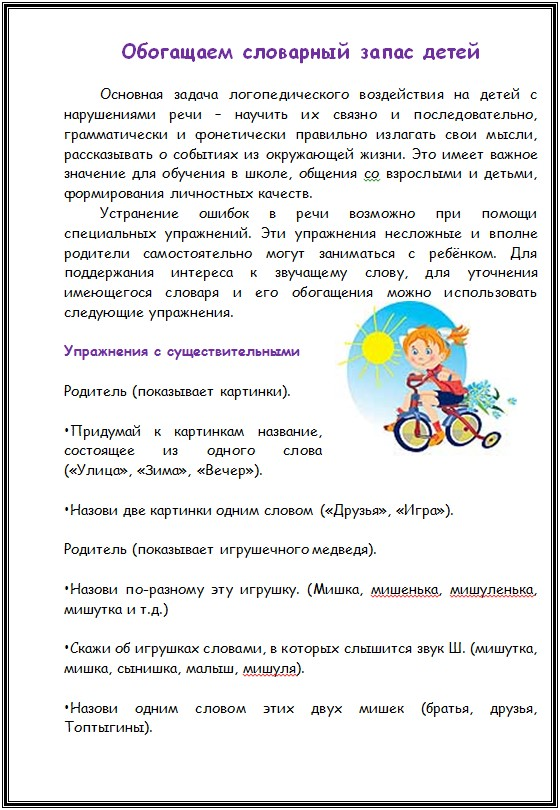 Обогащаем словарный запас детей
Основная задача логопедического воздействия на детей с
нарушениями речи – научить их связно и последовательно,
грамматически и фонетически правильно излагать свои мысли,
рассказывать о событиях из окружающей жизни. Это имеет важное
значение для обучения в школе, общения со взрослыми и детьми,
формирования личностных качеств.
Устранение ошибок в речи возможно при помощи
специальных упражнений. Эти упражнения несложные и вполне
родители самостоятельно могут заниматься с ребёнком. Для
поддержания интереса к звучащему слову, для уточнения
имеющегося словаря и его обогащения можно использовать
следующие упражнения.
Упражнения с существительными
Родитель (показывает картинки).
•Придумай к картинкам название,
состоящее из одного слова
(«Улица», «Зима», «Вечер»).
•Назови две картинки одним словом («Друзья», «Игра»).
Родитель (показывает игрушечного медведя).
•Назови по-разному эту игрушку. (Мишка, мишенька, мишуленька,
мишутка и т.д.)
•Скажи об игрушках словами, в которых слышится звук Ш. (мишутка,
мишка, сынишка, малыш, мишуля).
•Назови одним словом этих двух мишек (братья, друзья,
Топтыгины).